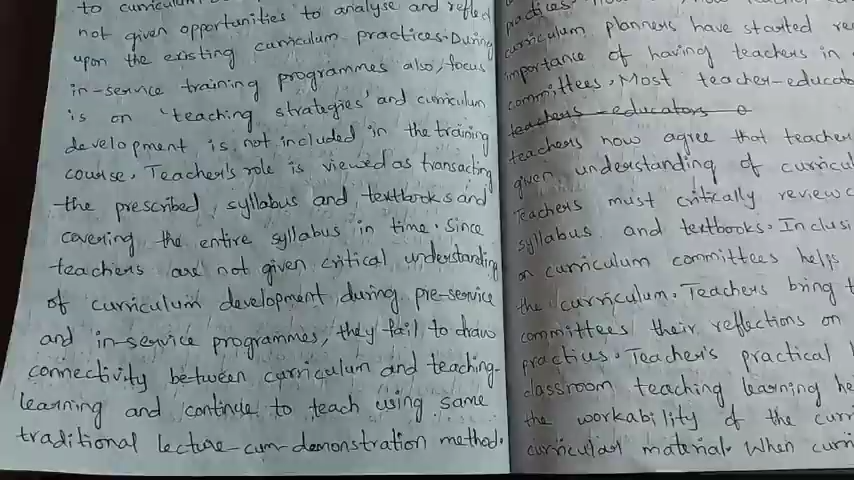 to curriculum
not given opportunities to analyse and reflect
upon the existing curriculum practices. During
in-service training programmes also, focus
is on 'teaching strategies' and curriculum
development is not included in the training
course. Teacher's role is viewed as transacting
the prescribed syllabus and textbooks and
covering the entire syllabus in time. Since
teachers are not given critical understanding
of curriculum development during pre-service
and in-service programmes, they fail to draw
connectivity between curriculum and teaching-
learning and continue to teach using same
traditional lecture-cum-demonstration method.
practices.
curriculum planners have started re
importance of having teachers in
committees. Most teacher-educato
teachers educators
teachers now agree that teacher
given understanding of curricul
Teachers must critically review c
syllabus and textbooks. Inclusi
on curriculum committees helps
the curriculum. Teachers bring t
committees their reflections on
practices. Teacher's practical
classroom teaching learning he
the workability of the curr
curricular material. When curri